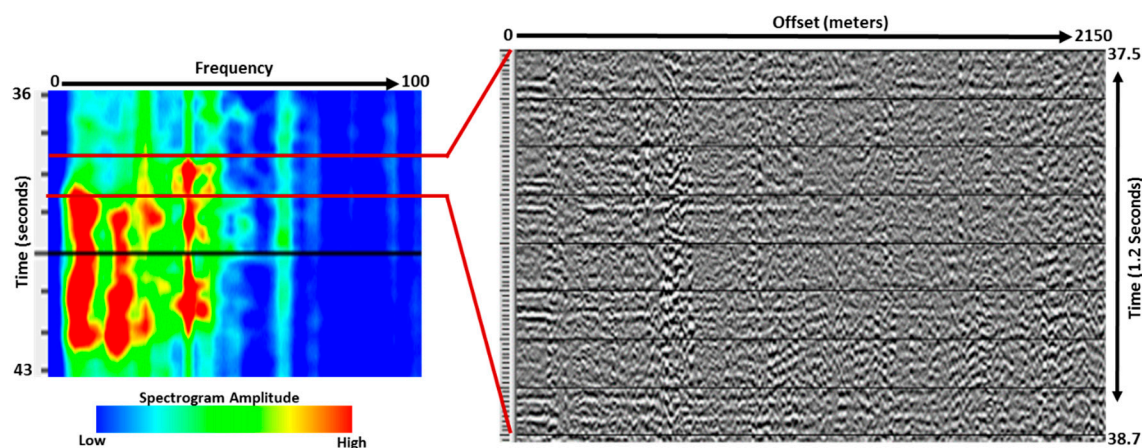 Frequency
0 100
36
Time (seconds)
43
Spectrogram Amplitude
Low High
Offset (meters)
0 2150
37.5
Time (1.2 Seconds)
38.7